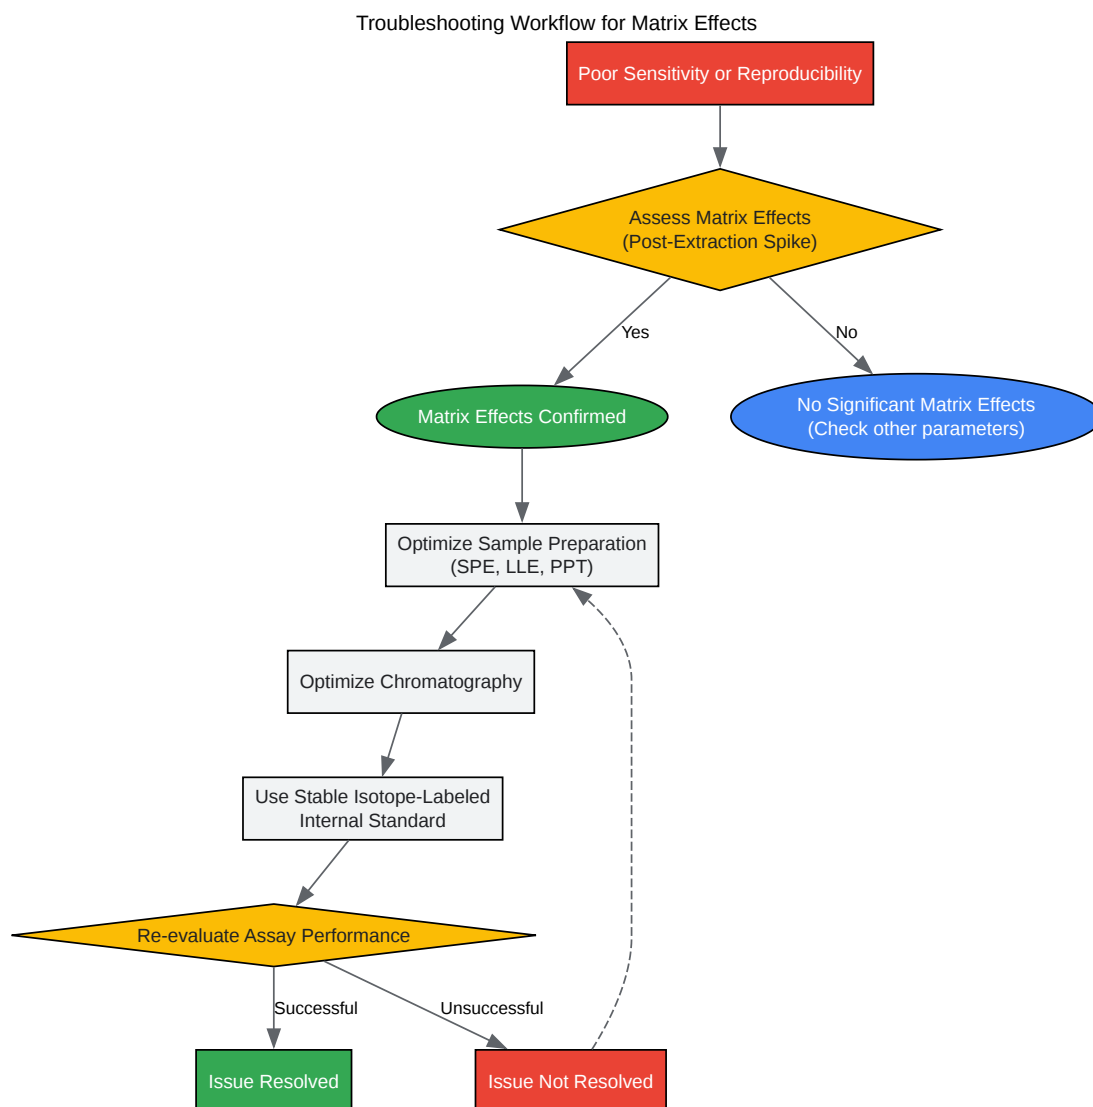 Troubleshooting Workflow for Matrix Effects
Poor Sensitivity or Reproducibility
Assess Matrix Effects
(Post-Extraction Spike)
Yes
No
Matrix Effects Confirmed
No Significant Matrix Effects
(Check other parameters)
Optimize Sample Preparation
(SPE, LLE, PPT)
Optimize Chromatography
Use Stable Isotope-Labeled
Internal Standard
Re-evaluate Assay Performance
Successful
Unsuccessful
Issue Resolved
Issue Not Resolved